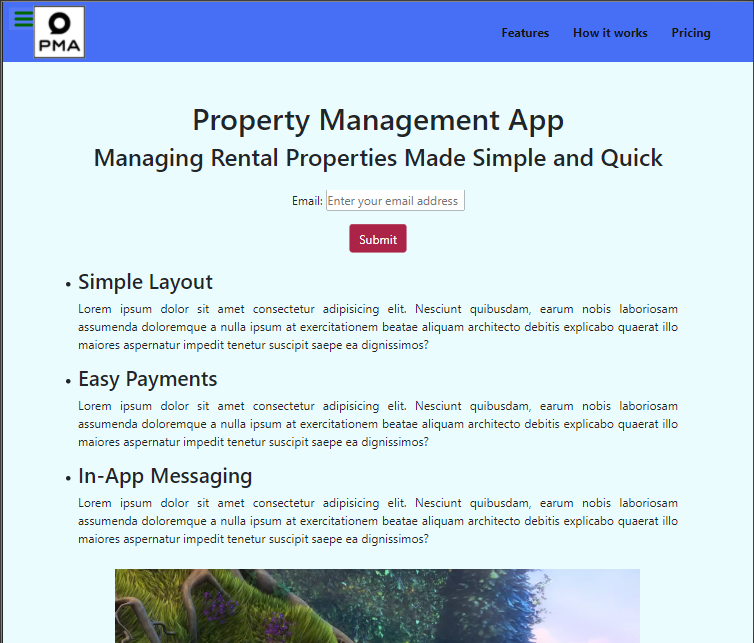 PMA
Features
How it works
Pricing
Property Management App
Managing Rental Properties Made Simple and Quick
Email: Enter your email address
Submit
Simple Layout
Lorem ipsum dolor sit amet consectetur adipisicing elit. Nesciunt quibusdam, earum nobis laboriosam
assumenda doloremque a nulla ipsum at exercitationem beatae aliquam architecto debitis explicabo quaerat illo
maiores aspernatur impedit tenetur suscipit saepe ea dignissimos?
Easy Payments
Lorem ipsum dolor sit amet consectetur adipisicing elit. Nesciunt quibusdam, earum nobis laboriosam
assumenda doloremque a nulla ipsum at exercitationem beatae aliquam architecto debitis explicabo quaerat illo
maiores aspernatur impedit tenetur suscipit saepe ea dignissimos?
In-App Messaging
Lorem ipsum dolor sit amet consectetur adipisicing elit. Nesciunt quibusdam, earum nobis laboriosam
assumenda doloremque a nulla ipsum at exercitationem beatae aliquam architecto debitis explicabo quaerat illo
maiores aspernatur impedit tenetur suscipit saepe ea dignissimos?